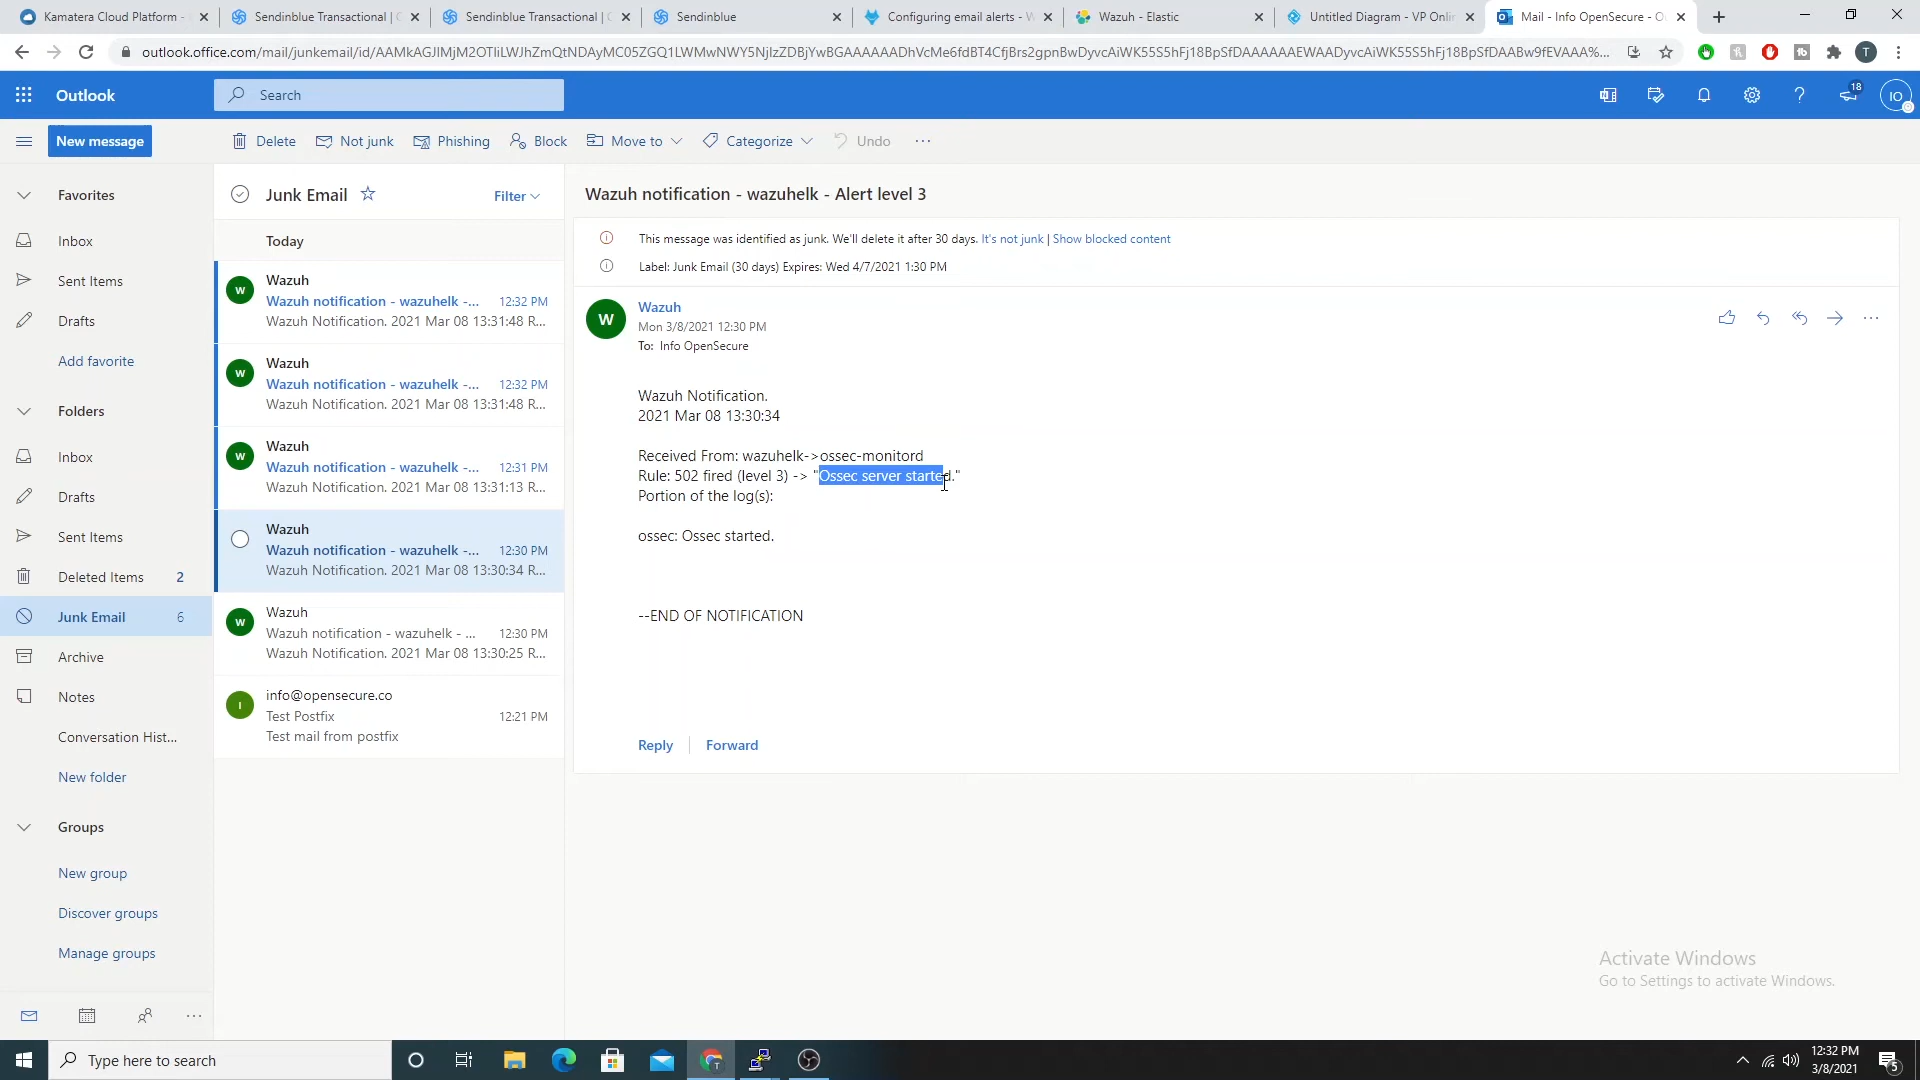 Kamatera Cloud Platform -
Sendinblue Transactional | C
Sendinblue Transactional | C
Sendinblue
Configuring email alerts - W
Wazuh - Elastic
Untitled Diagram - VP Onlin
Mail - Info OpenSecure - O
Outlook
Search
18
IO
New message
Delete
Not junk
Phishing
Block
Move to
Categorize
Undo
Favorites
Inbox
Sent Items
Drafts
Add favorite
Folders
Inbox
Drafts
Sent Items
Deleted Items 2
Junk Email 6
Archive
Notes
Conversation Hist...
New folder
Groups
New group
Discover groups
Manage groups
Junk Email
Filter
Today
Wazuh
Wazuh notification - wazuhelk -... 12:32 PM
Wazuh Notification. 2021 Mar 08 13:31:48 R...
Wazuh
Wazuh notification - wazuhelk -... 12:32 PM
Wazuh Notification. 2021 Mar 08 13:31:48 R...
Wazuh
Wazuh notification - wazuhelk -... 12:31 PM
Wazuh Notification. 2021 Mar 08 13:31:13 R...
Wazuh
Wazuh notification - wazuhelk -... 12:30 PM
Wazuh Notification. 2021 Mar 08 13:30:34 R...
Wazuh
Wazuh notification - wazuhelk - ... 12:30 PM
Wazuh Notification. 2021 Mar 08 13:30:25 R...
info@opensecure.co
Test Postfix 12:21 PM
Test mail from postfix
Wazuh notification - wazuhelk - Alert level 3
This message was identified as junk. We'll delete it after 30 days. It's not junk | Show blocked content
Label: Junk Email (30 days) Expires: Wed 4/7/2021 1:30 PM
W
Wazuh
Mon 3/8/2021 12:30 PM
To: Info OpenSecure
Wazuh Notification.
2021 Mar 08 13:30:34
Received From: wazuhelk->ossec-monitord
Rule: 502 fired (level 3) -> "Ossec server started."
Portion of the log(s):
ossec: Ossec started.
--END OF NOTIFICATION
Reply
Forward
Activate Windows
Go to Settings to activate Windows.
Type here to search
12:32 PM
3/8/2021
5